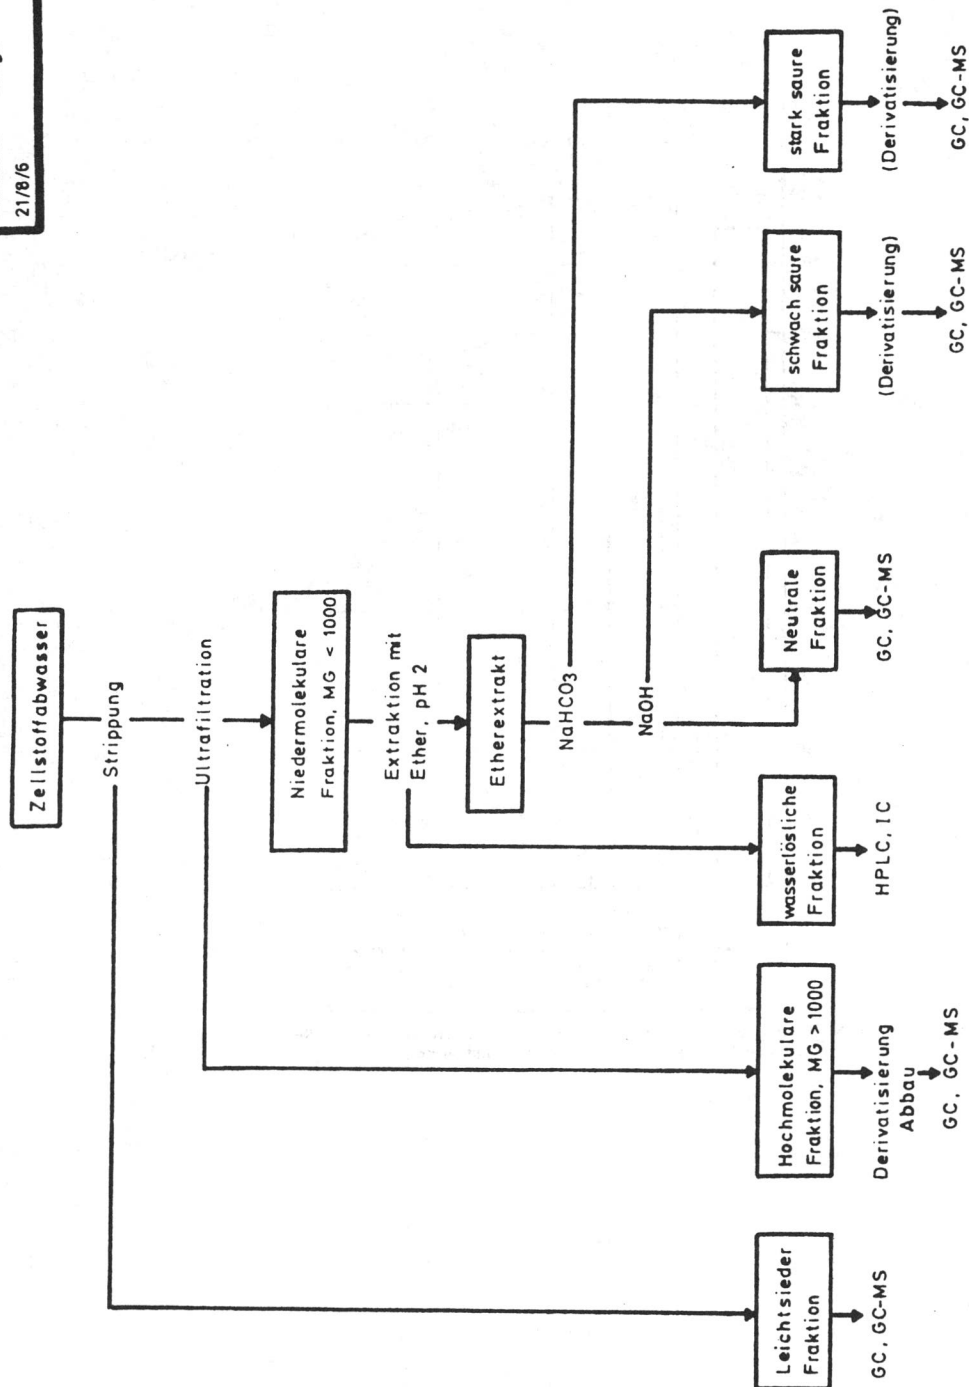 21/8/6
Zellstoffabwasser
Strippung
Ultrafiltration
Niedermolekulare
Fraktion, MG < 1000
Extraktion mit
Ether, pH 2
Etherextrakt
NaHCO3
NaOH
Leichtsieder
Fraktion
GC, GC-MS
Hochmolekulare
Fraktion, MG > 1000
Derivatisierung
Abbau
GC, GC-MS
wasserlösliche
Fraktion
HPLC, IC
Neutrale
Fraktion
GC, GC-MS
schwach saure
Fraktion
(Derivatisierung)
GC, GC-MS
stark saure
Fraktion
(Derivatisierung)
GC, GC-MS